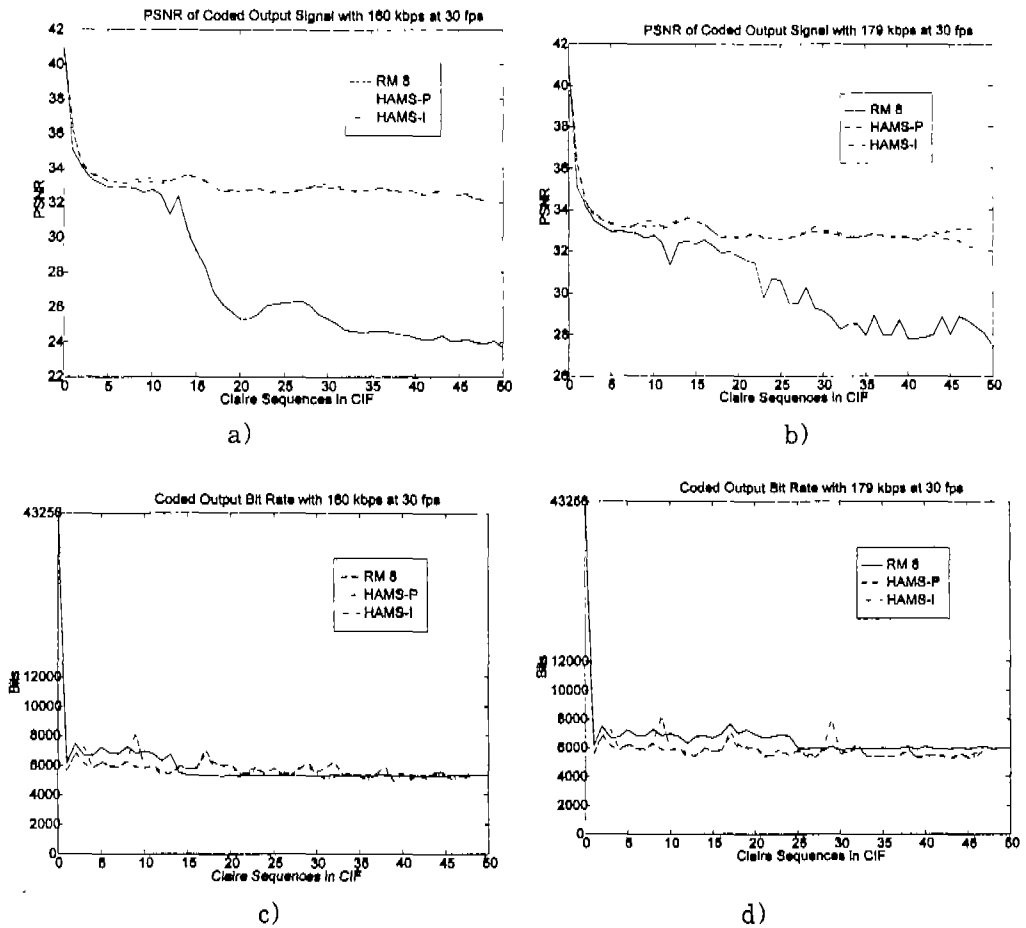 PSNR of Coded Output Signal with 160 kbps at 30 fps
42
40
38
36
34
32
30
28
26
24
22
PSNR
RM 8
HAMS-P
HAMS-I
0 5 10 15 20 25 30 35 40 45 50
Claire Sequences in CIF
a)
PSNR of Coded Output Signal with 179 kbps at 30 fps
42
40
38
36
34
32
30
28
26
PSNR
RM 8
HAMS-P
HAMS-I
0 5 10 15 20 25 30 35 40 45 50
Claire Sequences in CIF
b)
Coded Output Bit Rate with 160 kbps at 30 fps
43256
12000
10000
8000
6000
4000
2000
0
Bits
RM 8
HAMS-P
HAMS-I
0 5 10 15 20 25 30 35 40 45 50
Claire Sequences in CIF
c)
Coded Output Bit Rate with 179 kbps at 30 fps
43256
12000
10000
8000
6000
4000
2000
0
Bits
RM 8
HAMS-P
HAMS-I
0 5 10 15 20 25 30 35 40 45 50
Claire Sequences in CIF
d)